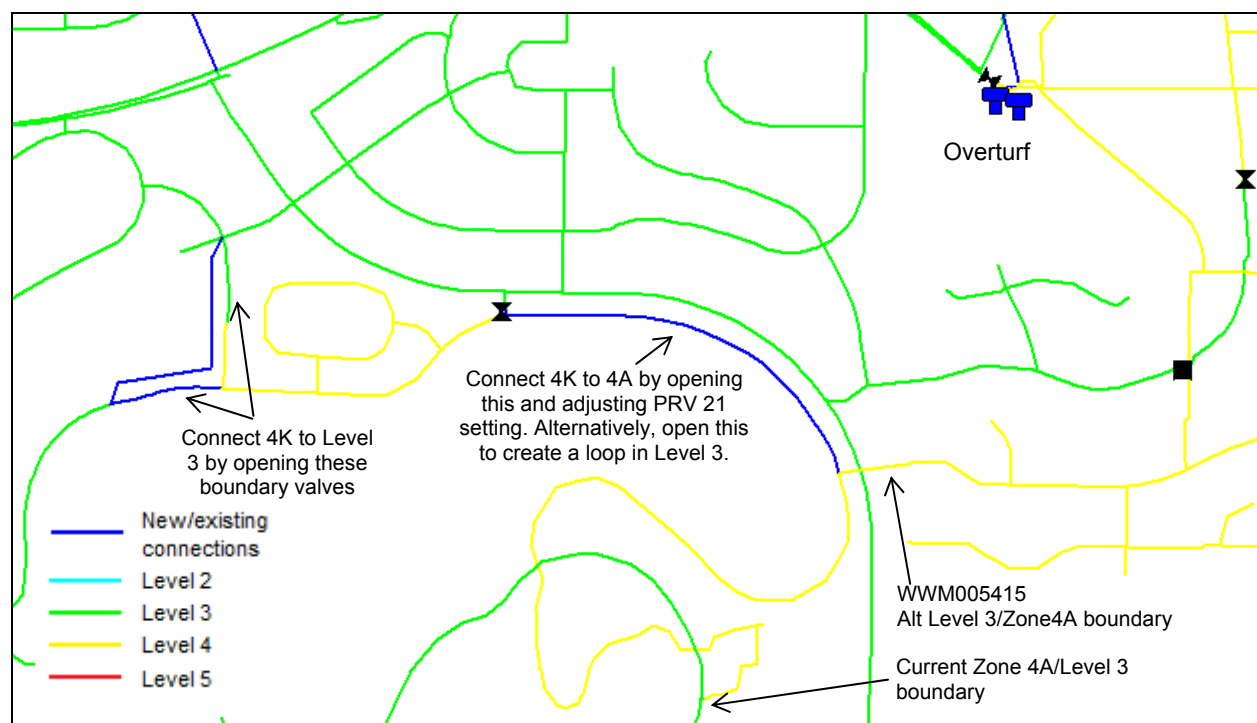 Overturf
Connect 4K to Level
3 by opening these
boundary valves
Connect 4K to 4A by opening
this and adjusting PRV 21
setting. Alternatively, open this
to create a loop in Level 3.
New/existing
connections
Level 2
Level 3
Level 4
Level 5
WWM005415
Alt Level 3/Zone4A boundary
Current Zone 4A/Level 3
boundary